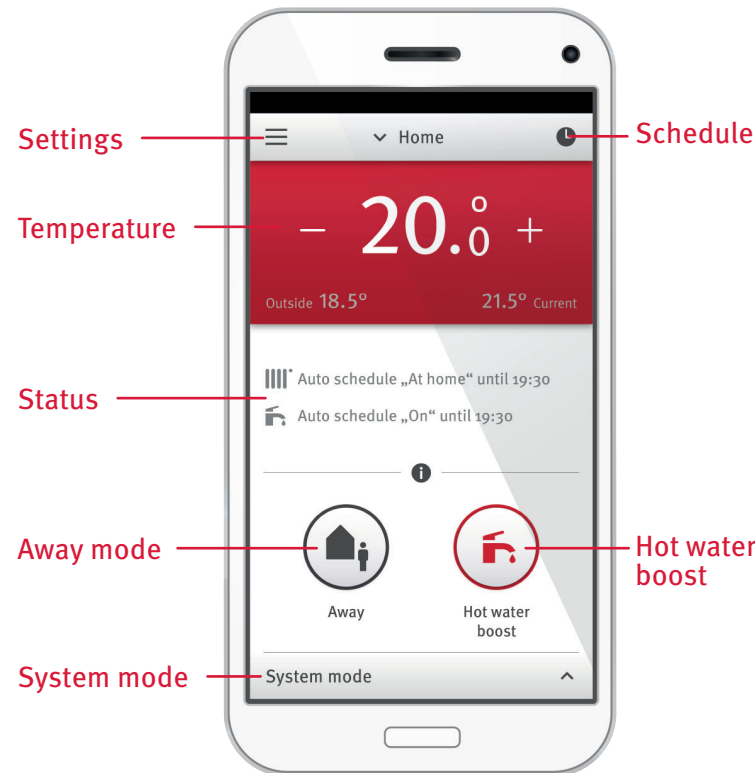 Settings
Home
Schedule
Temperature
− 20.0° +
Outside 18.5°
21.5° Current
Status
Auto schedule „At home“ until 19:30
Auto schedule „On“ until 19:30
i
Away mode
Hot water
boost
Away
Hot water
boost
System mode
System mode